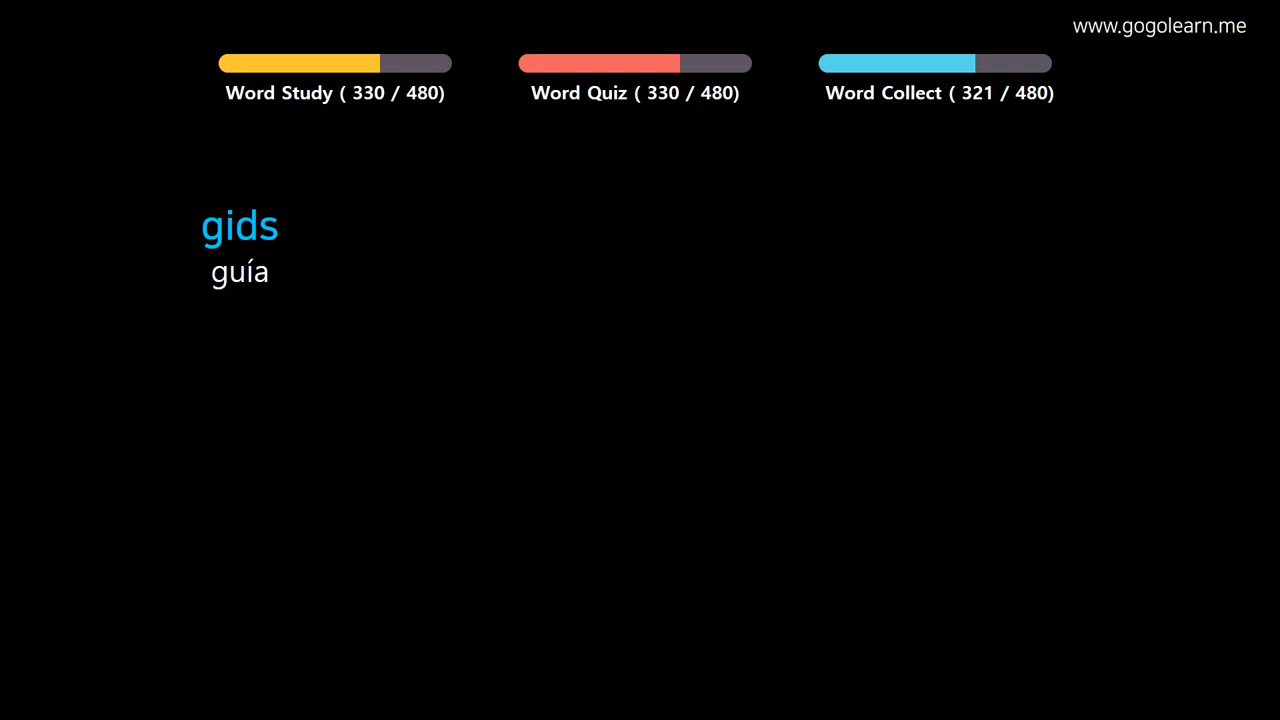 www.gogolearn.me
Word Study ( 330 / 480)
Word Quiz ( 330 / 480)
Word Collect ( 321 / 480)
gids
guía